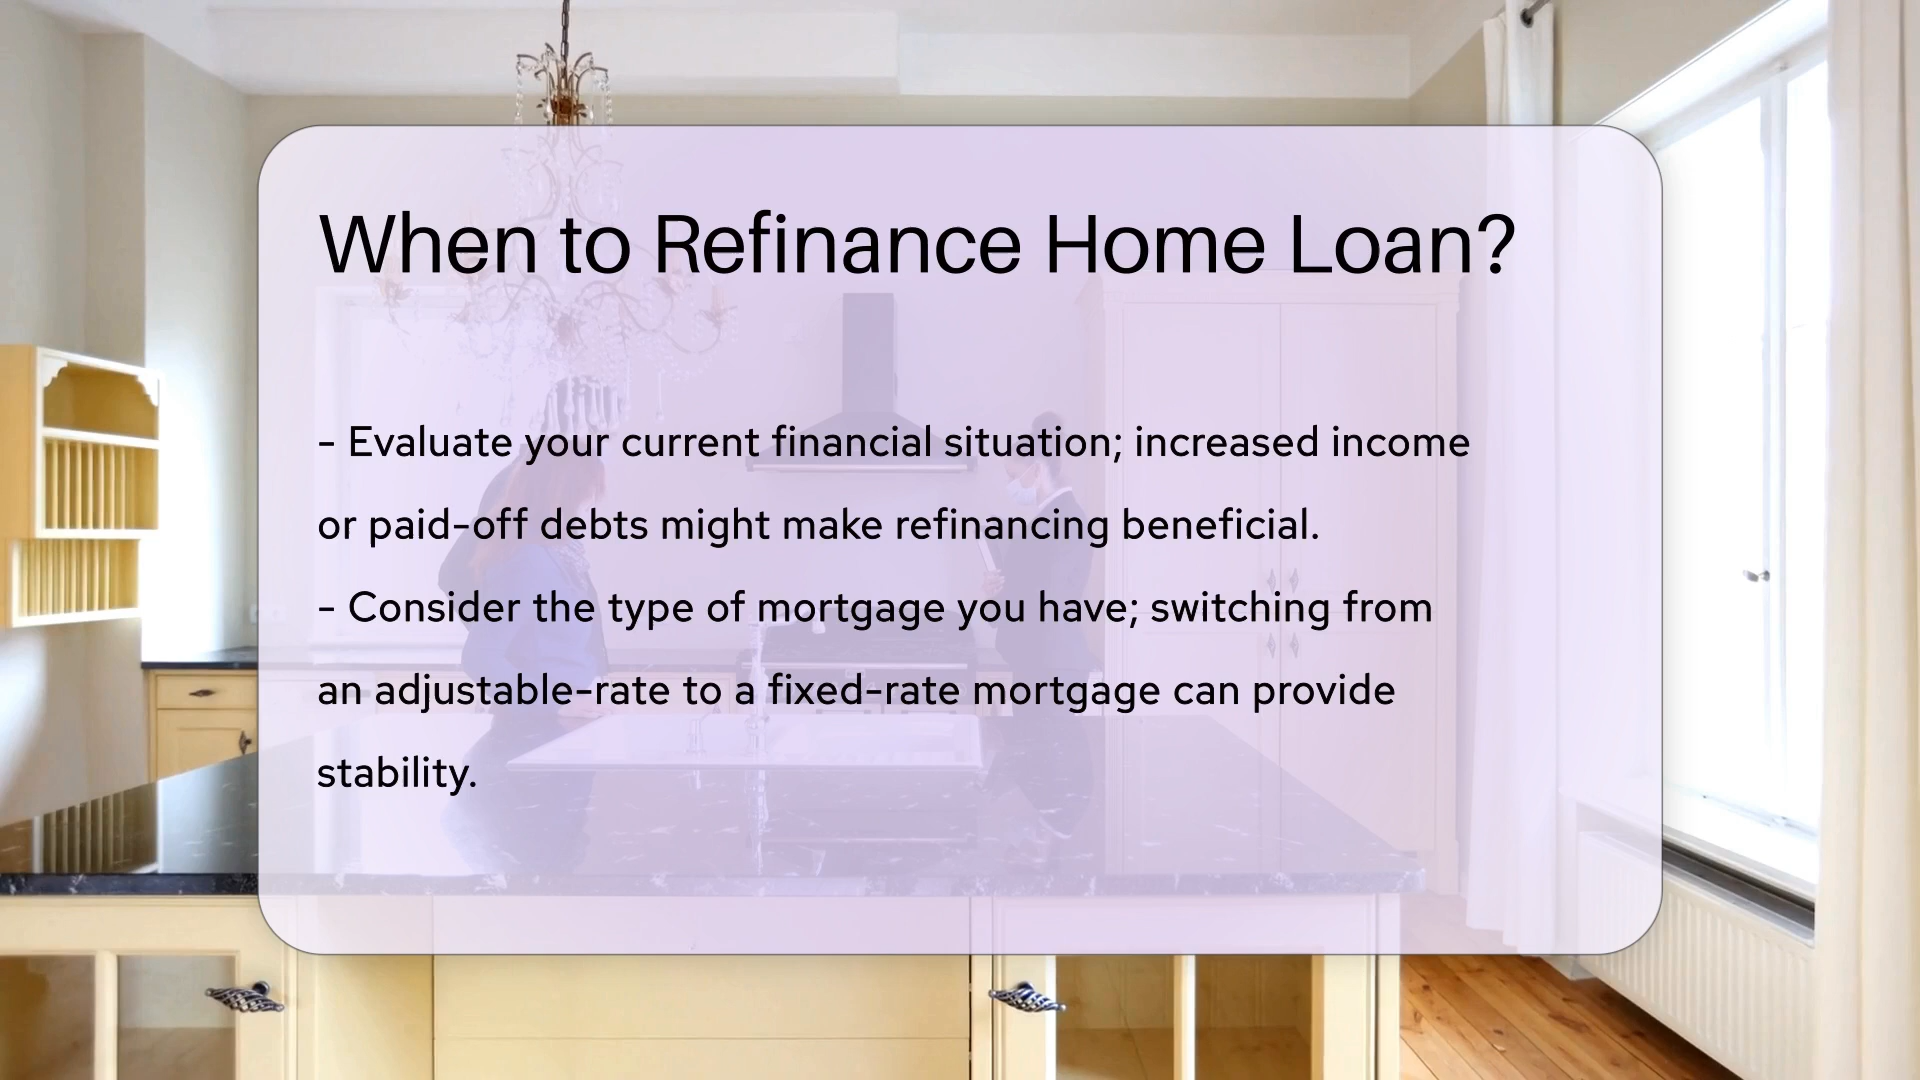 When to Refinance Home Loan?
- Evaluate your current financial situation; increased income
or paid-off debts might make refinancing beneficial.
- Consider the type of mortgage you have; switching from
an adjustable-rate to a fixed-rate mortgage can provide
stability.